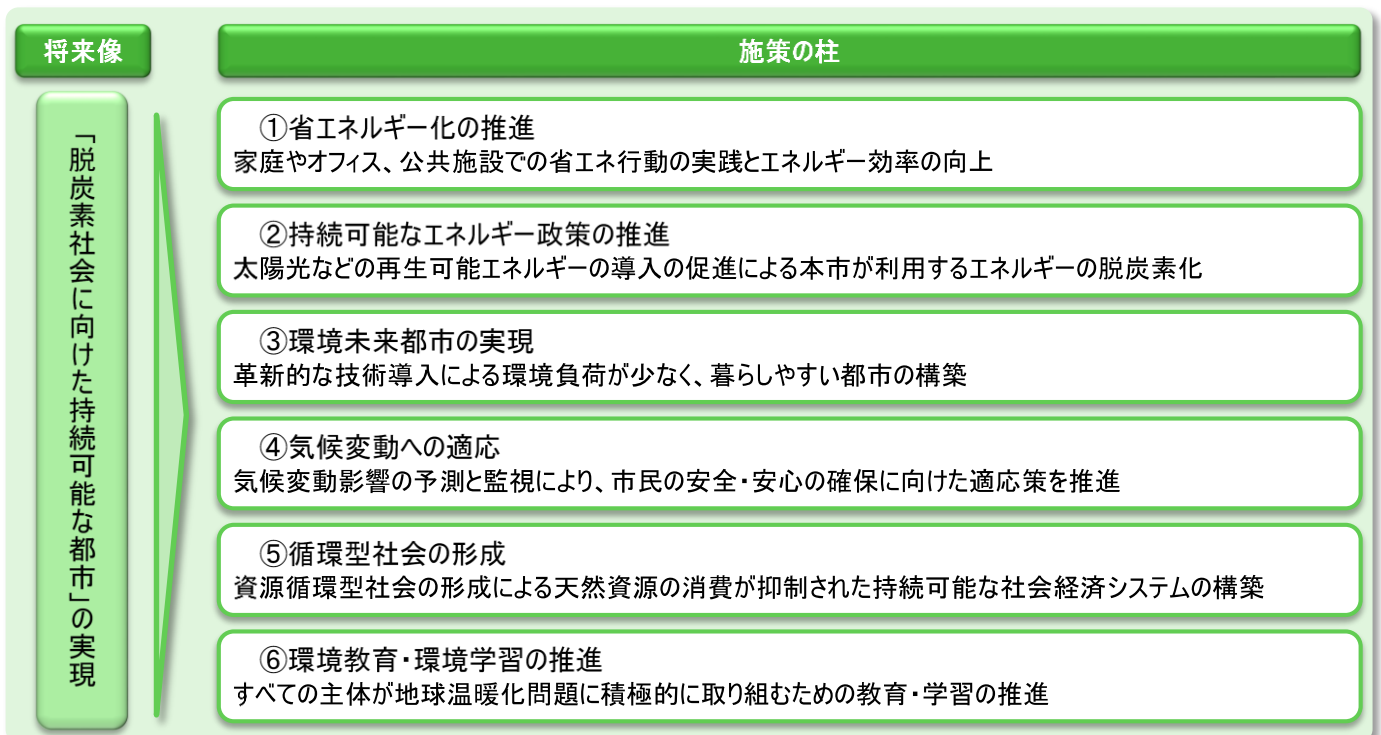 将来像
施策の柱
「脱炭素社会に向けた持続可能な都市」の実現
①省エネルギー化の推進
家庭やオフィス、公共施設での省エネ行動の実践とエネルギー効率の向上
②持続可能なエネルギー政策の推進
太陽光などの再生可能エネルギーの導入の促進による本市が利用するエネルギーの脱炭素化
③環境未来都市の実現
革新的な技術導入による環境負荷が少なく、暮らしやすい都市の構築
④気候変動への適応
気候変動影響の予測と監視により、市民の安全・安心の確保に向けた適応策を推進
⑤循環型社会の形成
資源循環型社会の形成による天然資源の消費が抑制された持続可能な社会経済システムの構築
⑥環境教育・環境学習の推進
すべての主体が地球温暖化問題に積極的に取り組むための教育・学習の推進